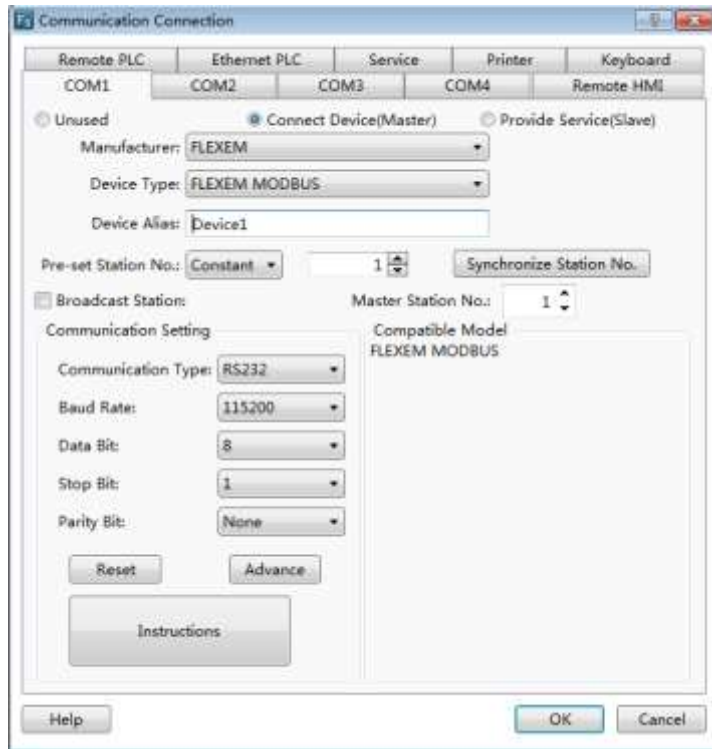 Communication Connection
Remote PLC Ethernet PLC Service Printer Keyboard
COM1 COM2 COM3 COM4 Remote HMI
Unused Connect Device(Master) Provide Service(Slave)
Manufacturer: FLEXEM
Device Type: FLEXEM MODBUS
Device Alias: Device1
Pre-set Station No.: Constant 1 Synchronize Station No.
Broadcast Station: Master Station No.: 1
Communication Setting Compatible Model
FLEXEM MODBUS
Communication Type: RS232
Baud Rate: 115200
Data Bit: 8
Stop Bit: 1
Parity Bit: None
Reset Advance
Instructions
Help OK Cancel